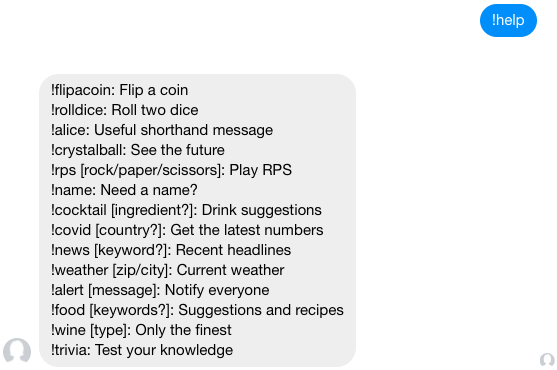 !help
!flipacoin: Flip a coin
!rolldice: Roll two dice
!alice: Useful shorthand message
!crystalball: See the future
!rps [rock/paper/scissors]: Play RPS
!name: Need a name?
!cocktail [ingredient?]: Drink suggestions
!covid [country?]: Get the latest numbers
!news [keyword?]: Recent headlines
!weather [zip/city]: Current weather
!alert [message]: Notify everyone
!food [keywords?]: Suggestions and recipes
!wine [type]: Only the finest
!trivia: Test your knowledge